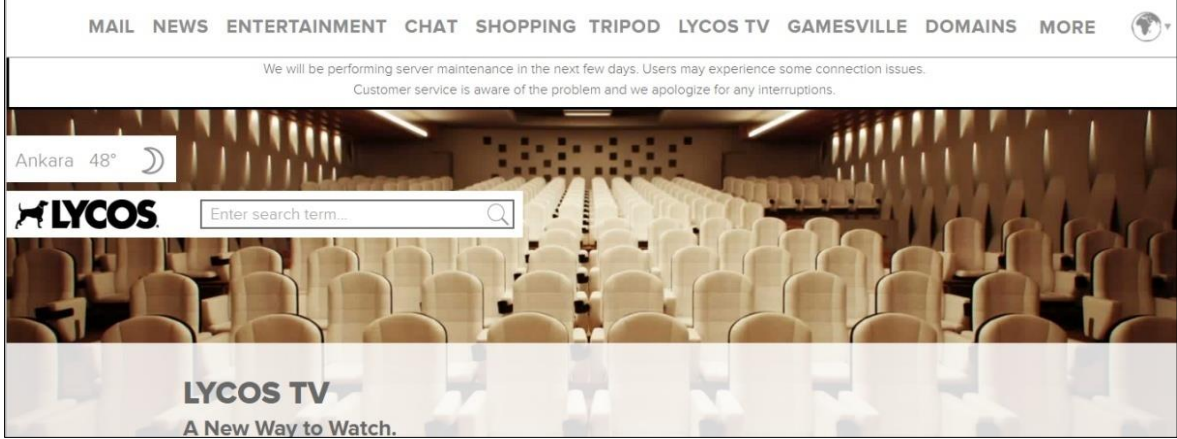 MAIL NEWS ENTERTAINMENT CHAT SHOPPING TRIPOD LYCOS TV GAMESVILLE DOMAINS MORE
We will be performing server maintenance in the next few days. Users may experience some connection issues.
Customer service is aware of the problem and we apologize for any interruptions.
Ankara 48°
LYCOS Enter search term...
LYCOS TV
A New Way to Watch.